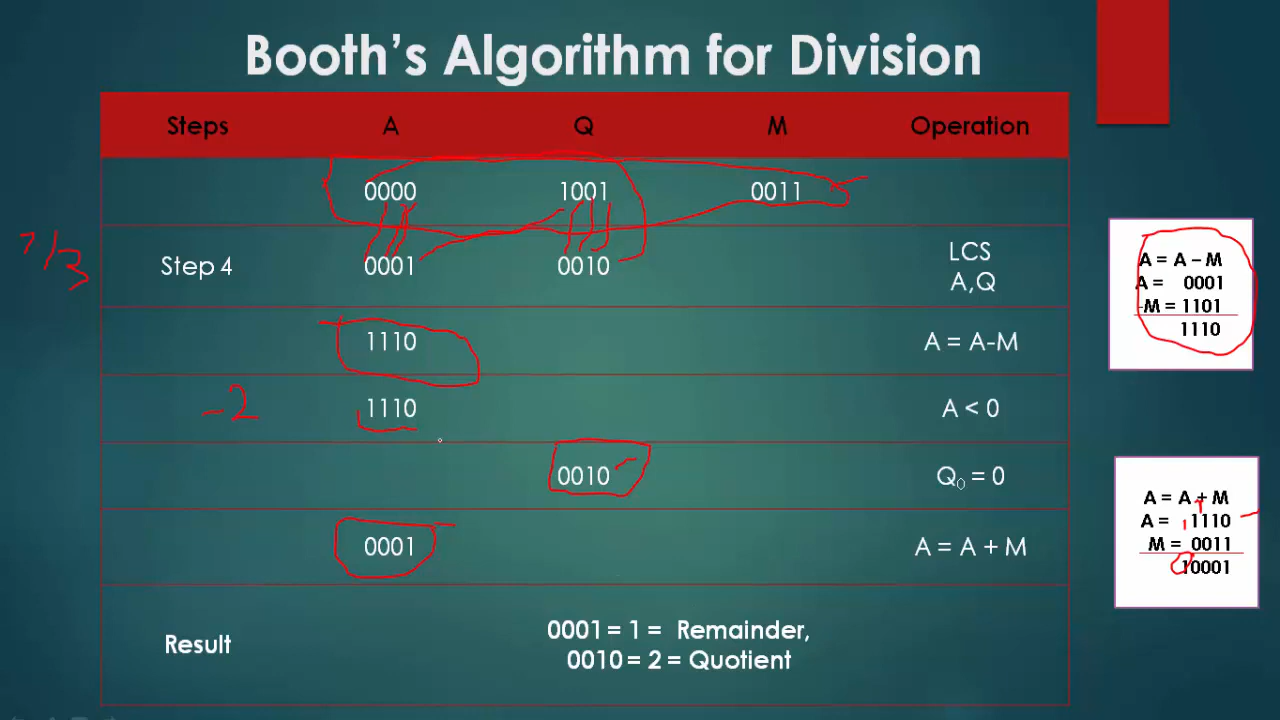 Booth's Algorithm for Division
Steps A Q M Operation
0000 1001 0011
7/3
Step 4 0001 0010 LCS
A,Q
1110 A = A-M
-2 1110 A < 0
0010 Q₀ = 0
0001 A = A + M
Result 0001 = 1 = Remainder,
0010 = 2 = Quotient
A = A – M
A = 0001
-M = 1101
1110
A = A + M
A = 1110
M = 0011
10001